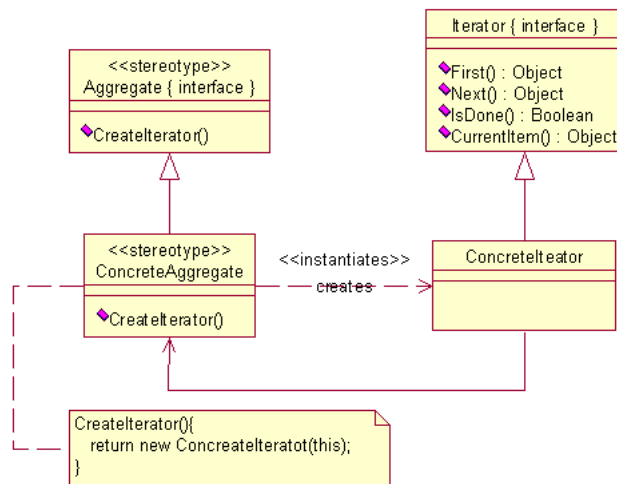 <<stereotype>>
Aggregate { interface }
CreateIterator()
Iterator { interface }
First() : Object
Next() : Object
IsDone() : Boolean
CurrentItem() : Object
<<stereotype>>
ConcreteAggregate
CreateIterator()
<<instantiates>>
creates
ConcreteIteator
CreateIterator(){
return new ConcreateIteratot(this);
}